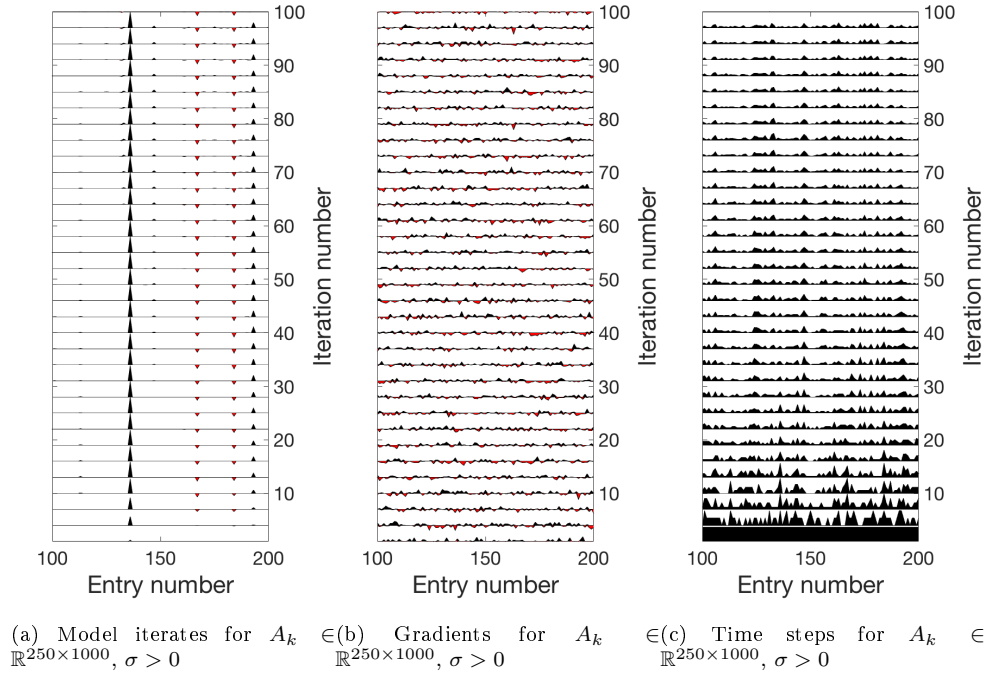 100
90
80
70
60
50
40
30
20
10
Iteration number
100 150 200
Entry number
100
90
80
70
60
50
40
30
20
10
Iteration number
100 150 200
Entry number
100
90
80
70
60
50
40
30
20
10
Iteration number
100 150 200
Entry number
(a) Model iterates for $A_k$ ∈
$\mathbb{R}^{250×1000}$, σ > 0
(b) Gradients for $A_k$ ∈
$\mathbb{R}^{250×1000}$, σ > 0
(c) Time steps for $A_k$ ∈
$\mathbb{R}^{250×1000}$, σ > 0